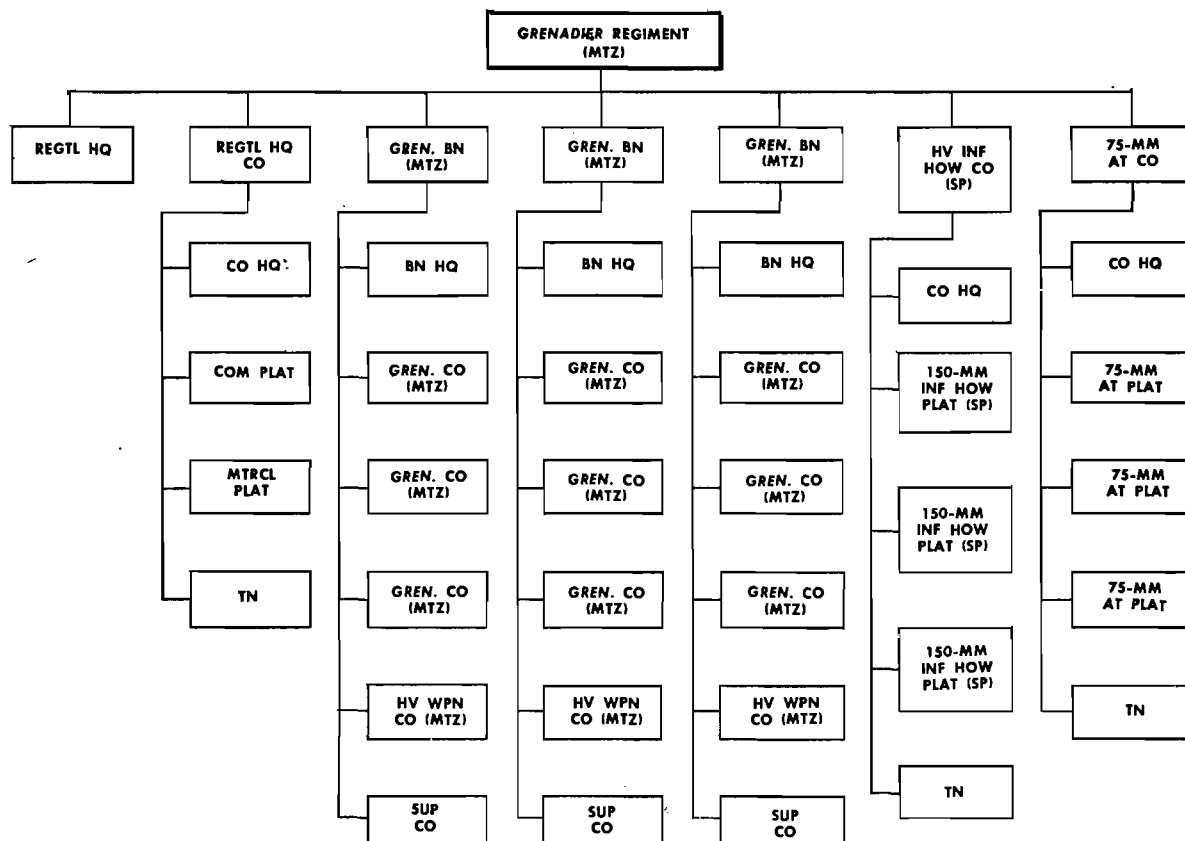 GRENADIER REGIMENT
(MTZ)
REGTL HQ
REGTL HQ
CO
GREN. BN
(MTZ)
GREN. BN
(MTZ)
GREN. BN
(MTZ)
HV INF
HOW CO
(SP)
75-MM
AT CO
CO HQ
COM PLAT
MTRCL
PLAT
TN
BN HQ
GREN. CO
(MTZ)
GREN. CO
(MTZ)
GREN. CO
(MTZ)
HV WPN
CO (MTZ)
SUP
CO
BN HQ
GREN. CO
(MTZ)
GREN. CO
(MTZ)
GREN. CO
(MTZ)
HV WPN
CO (MTZ)
SUP
CO
BN HQ
GREN. CO
(MTZ)
GREN. CO
(MTZ)
GREN. CO
(MTZ)
HV WPN
CO (MTZ)
SUP
CO
CO HQ
150-MM
INF HOW
PLAT (SP)
150-MM
INF HOW
PLAT (SP)
150-MM
INF HOW
PLAT (SP)
TN
CO HQ
75-MM
AT PLAT
75-MM
AT PLAT
75-MM
AT PLAT
TN